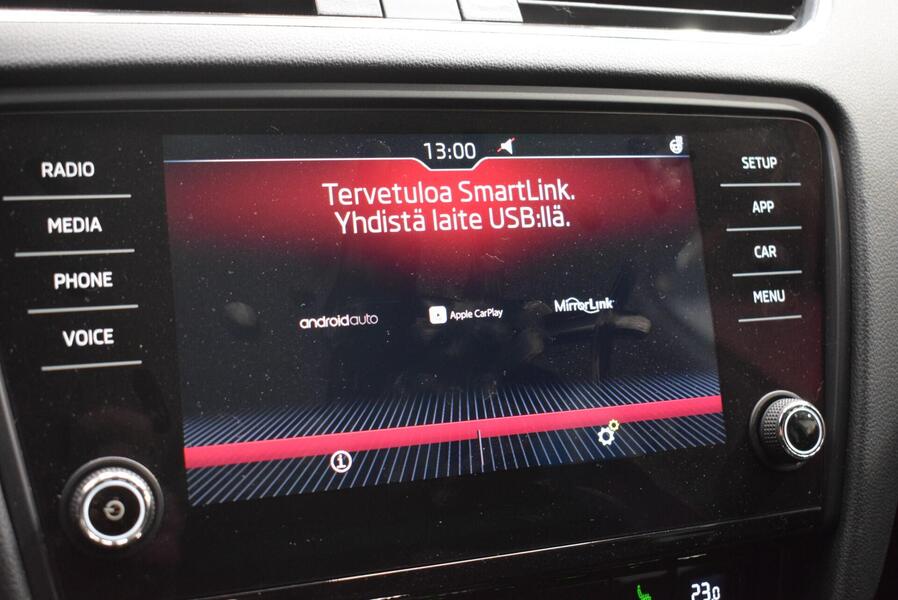 13:00
RADIO
MEDIA
PHONE
VOICE
Tervetuloa SmartLink.
Yhdistä laite USB:llä.
androidauto
Apple CarPlay
MirrorLink
SETUP
APP
CAR
MENU
23.0